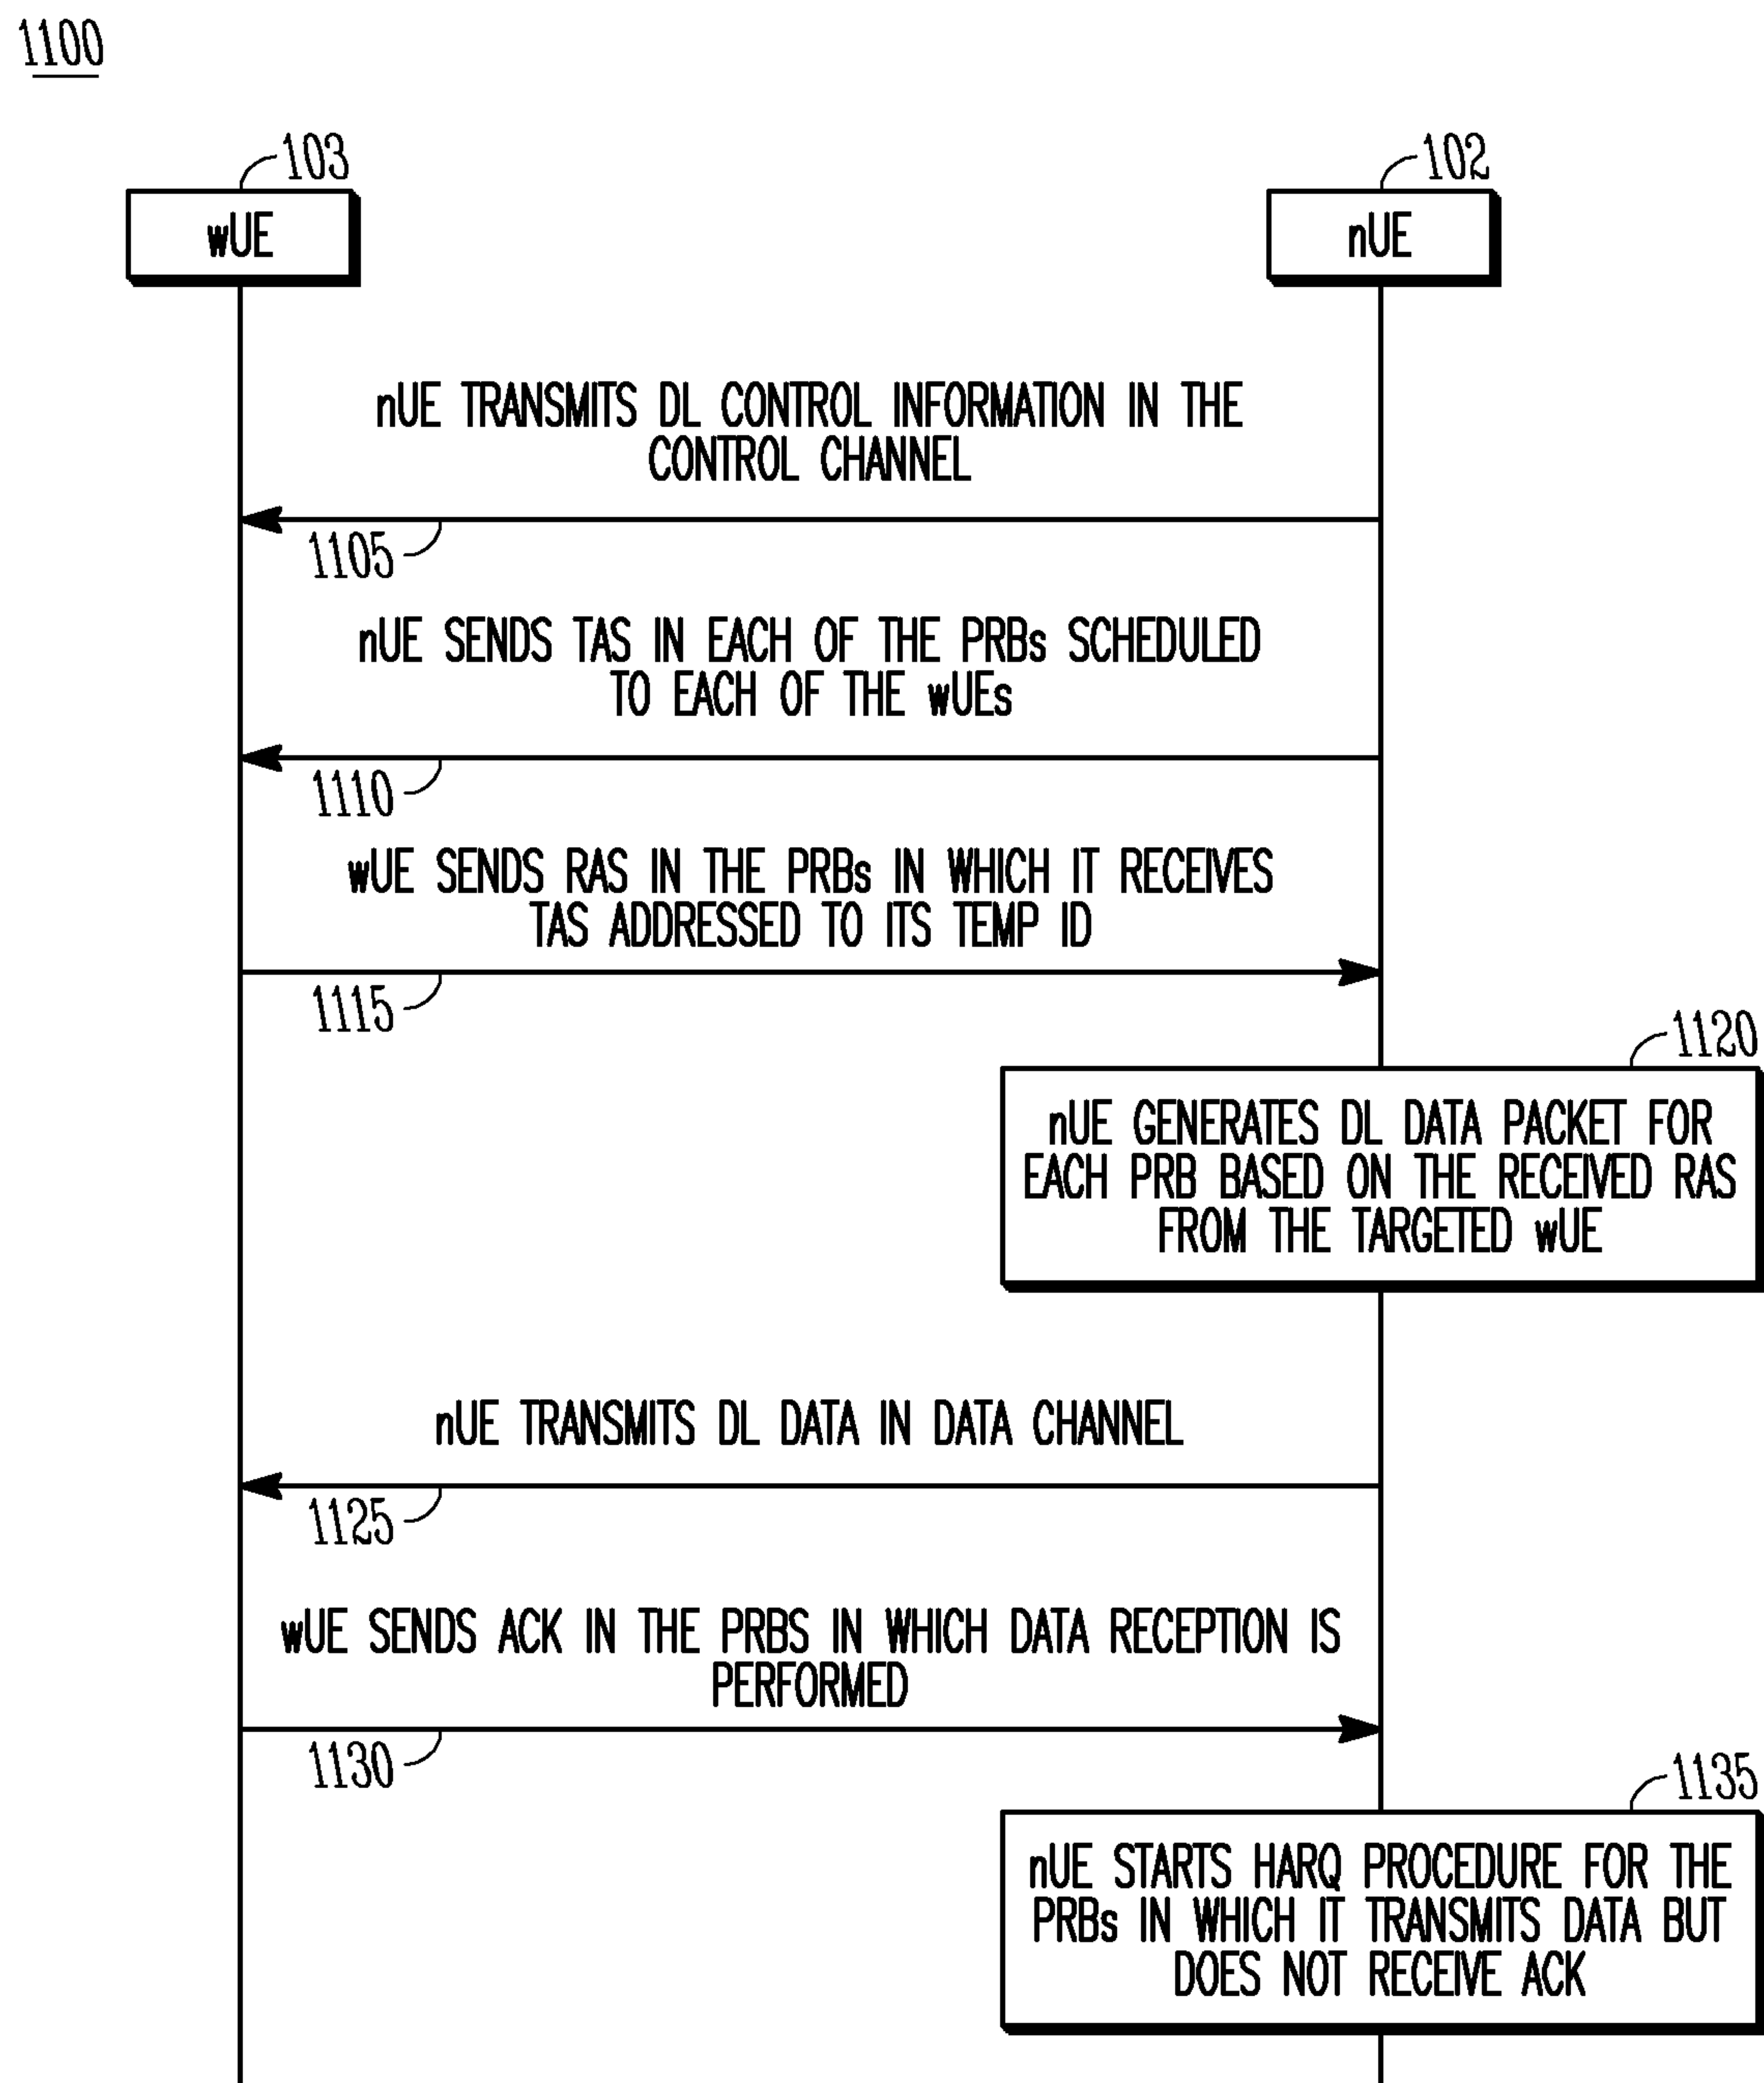 1100
103
102
wUE
nUE
nUE TRANSMITS DL CONTROL INFORMATION IN THE
CONTROL CHANNEL
1105
nUE SENDS TAS IN EACH OF THE PRBs SCHEDULED
TO EACH OF THE wUEs
1110
wUE SENDS RAS IN THE PRBs IN WHICH IT RECEIVES
TAS ADDRESSED TO ITS TEMP ID
1115
1120
nUE GENERATES DL DATA PACKET FOR
EACH PRB BASED ON THE RECEIVED RAS
FROM THE TARGETED wUE
nUE TRANSMITS DL DATA IN DATA CHANNEL
1125
wUE SENDS ACK IN THE PRBS IN WHICH DATA RECEPTION IS
PERFORMED
1130
1135
nUE STARTS HARQ PROCEDURE FOR THE
PRBs IN WHICH IT TRANSMITS DATA BUT
DOES NOT RECEIVE ACK